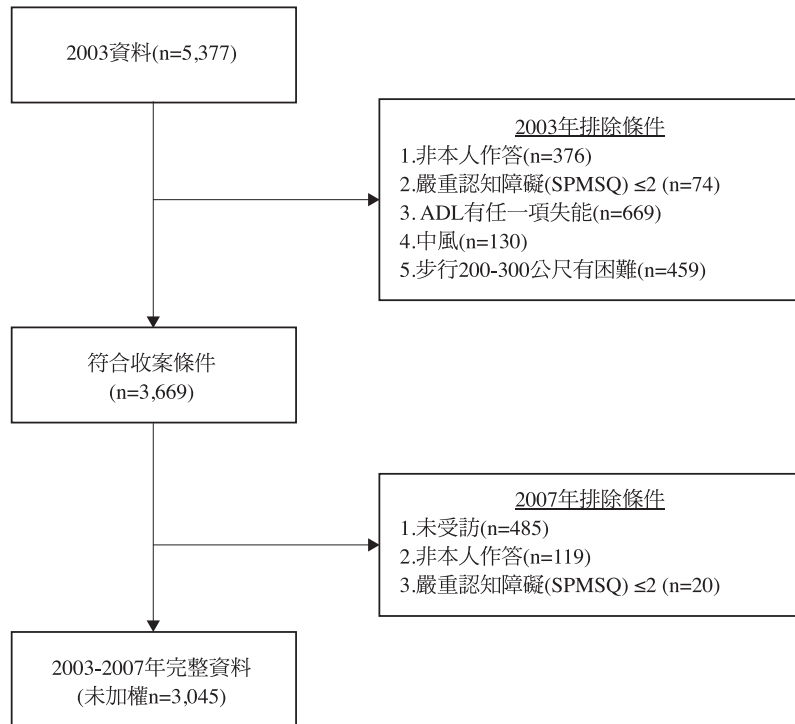 2003資料(n=5,377)
2003年排除條件
1.非本人作答(n=376)
2.嚴重認知障礙(SPMSQ) ≤2 (n=74)
3. ADL有任一項失能(n=669)
4.中風(n=130)
5.步行200-300公尺有困難(n=459)
符合收案條件
(n=3,669)
2007年排除條件
1.未受訪(n=485)
2.非本人作答(n=119)
3.嚴重認知障礙(SPMSQ) ≤2 (n=20)
2003-2007年完整資料
(未加權n=3,045)